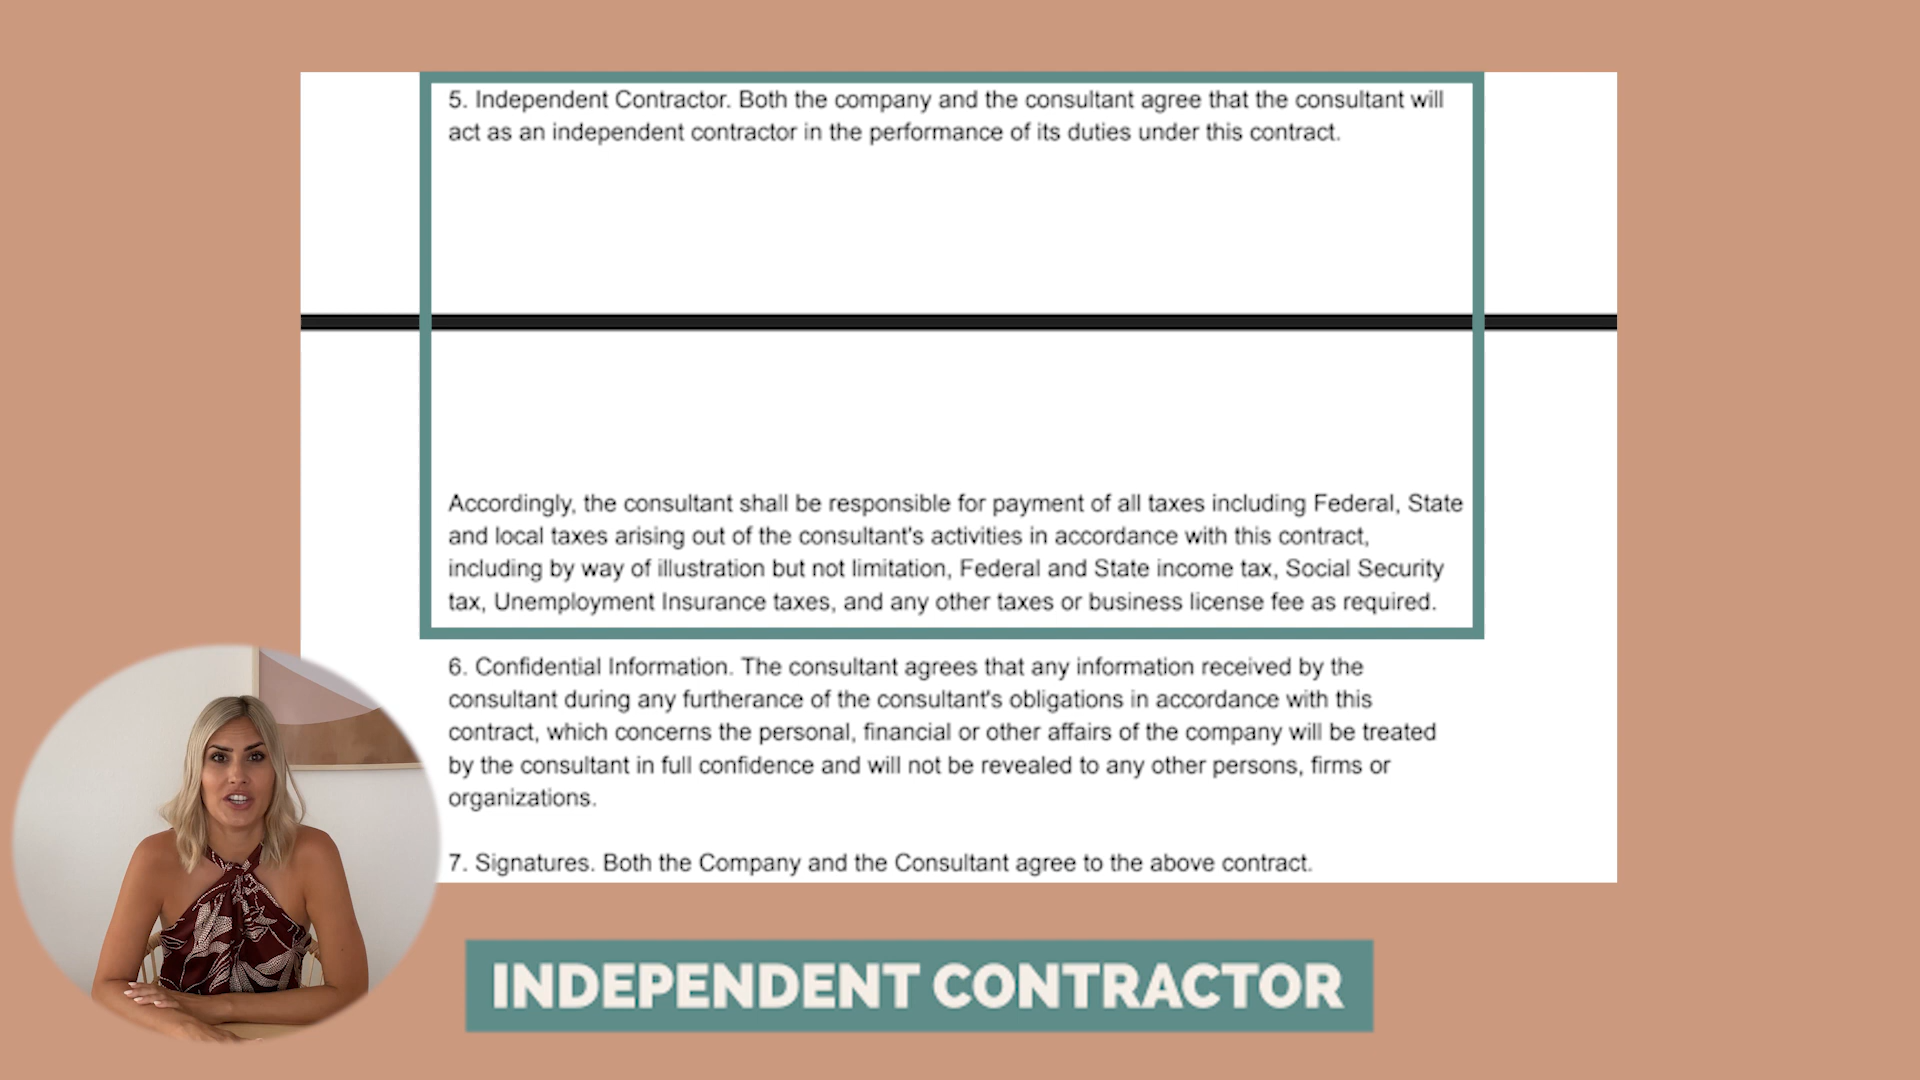 5. Independent Contractor. Both the company and the consultant agree that the consultant will
act as an independent contractor in the performance of its duties under this contract.
Accordingly, the consultant shall be responsible for payment of all taxes including Federal, State
and local taxes arising out of the consultant's activities in accordance with this contract,
including by way of illustration but not limitation, Federal and State income tax, Social Security
tax, Unemployment Insurance taxes, and any other taxes or business license fee as required.
6. Confidential Information. The consultant agrees that any information received by the
consultant during any furtherance of the consultant's obligations in accordance with this
contract, which concerns the personal, financial or other affairs of the company will be treated
by the consultant in full confidence and will not be revealed to any other persons, firms or
organizations.
7. Signatures. Both the Company and the Consultant agree to the above contract.
INDEPENDENT CONTRACTOR